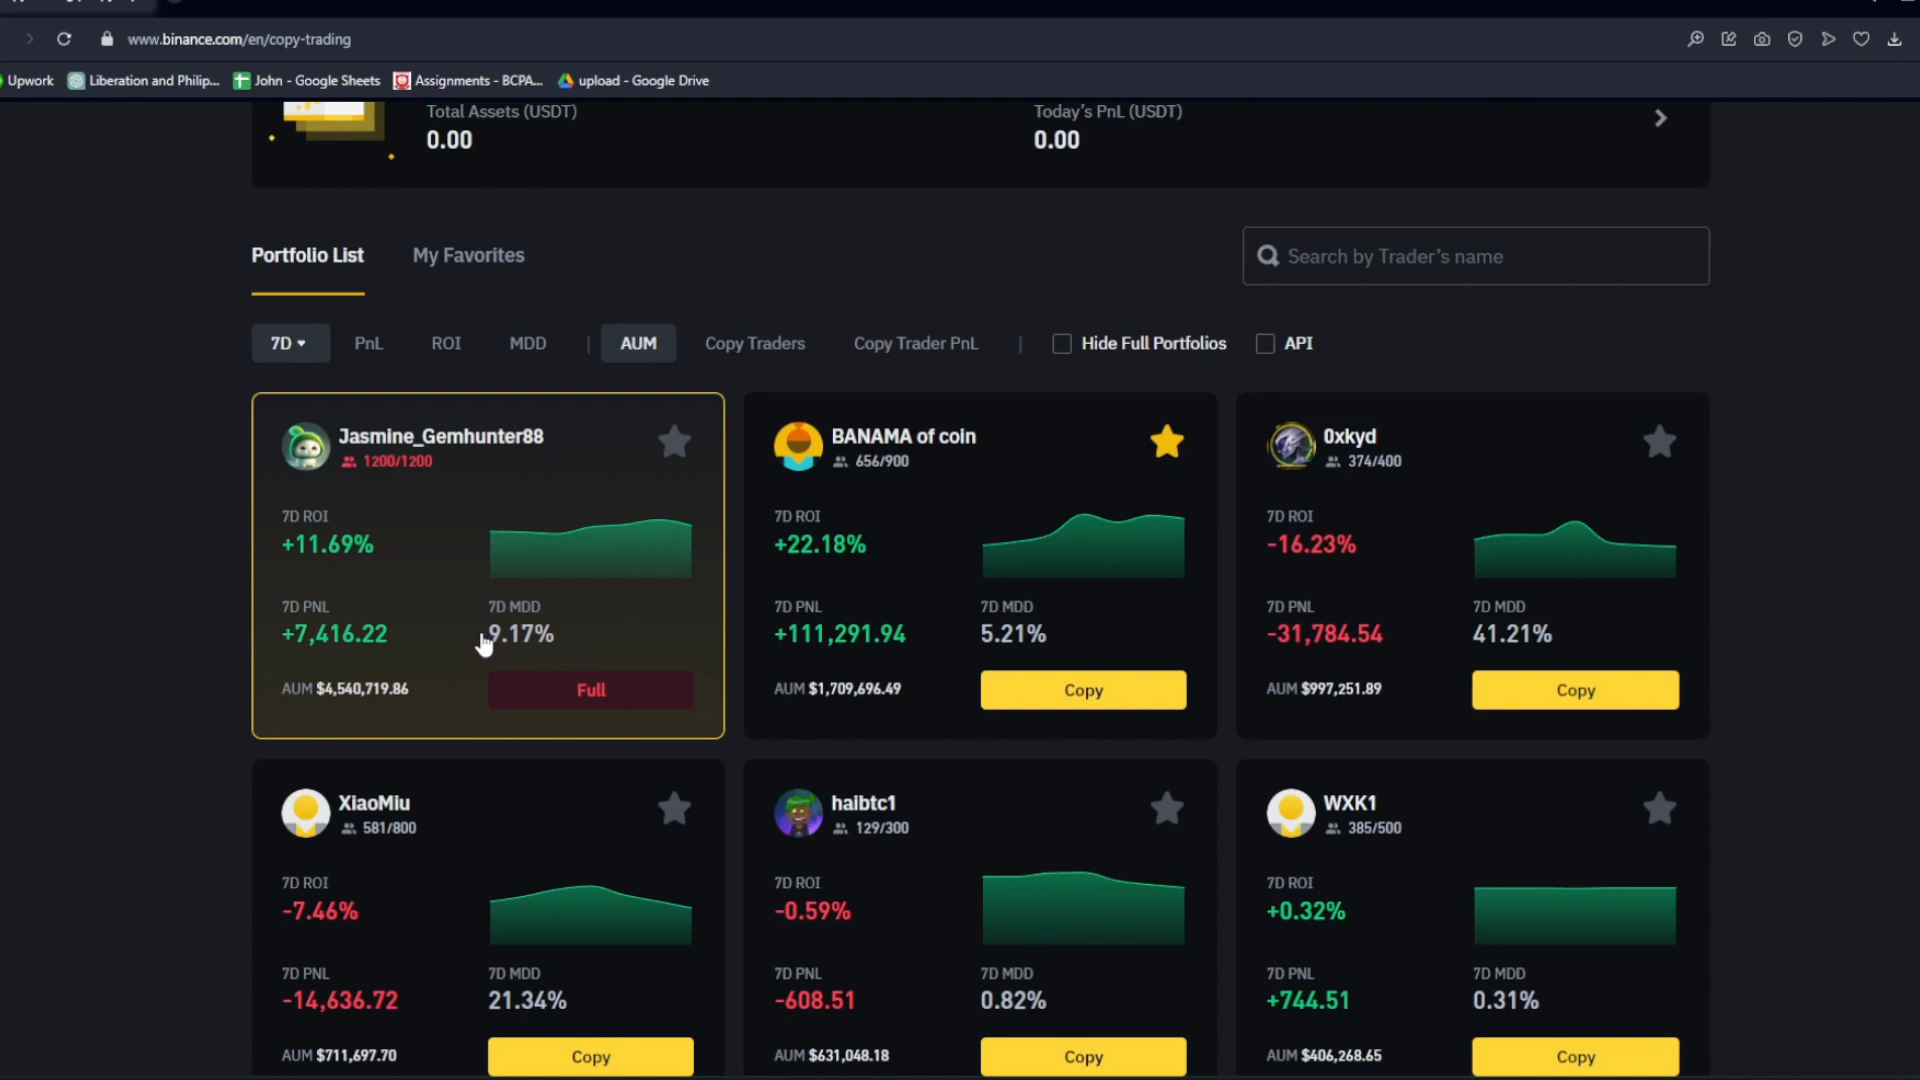 www.binance.com/en/copy-trading
Upwork Liberation and Philip... John - Google Sheets Assignments - BCPA... upload - Google Drive
Total Assets (USDT) Today's PnL (USDT)
0.00 0.00
Portfolio List My Favorites Search by Trader's name
7D PnL ROI MDD | AUM Copy Traders Copy Trader PnL | Hide Full Portfolios API
Jasmine_Gemhunter88
1200/1200
7D ROI
+11.69%
7D PNL 7D MDD
+7,416.22 9.17%
AUM $4,540,719.86 Full
BANAMA of coin
656/900
7D ROI
+22.18%
7D PNL 7D MDD
+111,291.94 5.21%
AUM $1,709,696.49 Copy
0xkyd
374/400
7D ROI
-16.23%
7D PNL 7D MDD
-31,784.54 41.21%
AUM $997,251.89 Copy
XiaoMiu
581/800
7D ROI
-7.46%
7D PNL 7D MDD
-14,636.72 21.34%
AUM $711,697.70 Copy
haibtc1
129/300
7D ROI
-0.59%
7D PNL 7D MDD
-608.51 0.82%
AUM $631,048.18 Copy
WXK1
385/500
7D ROI
+0.32%
7D PNL 7D MDD
+744.51 0.31%
AUM $406,268.65 Copy